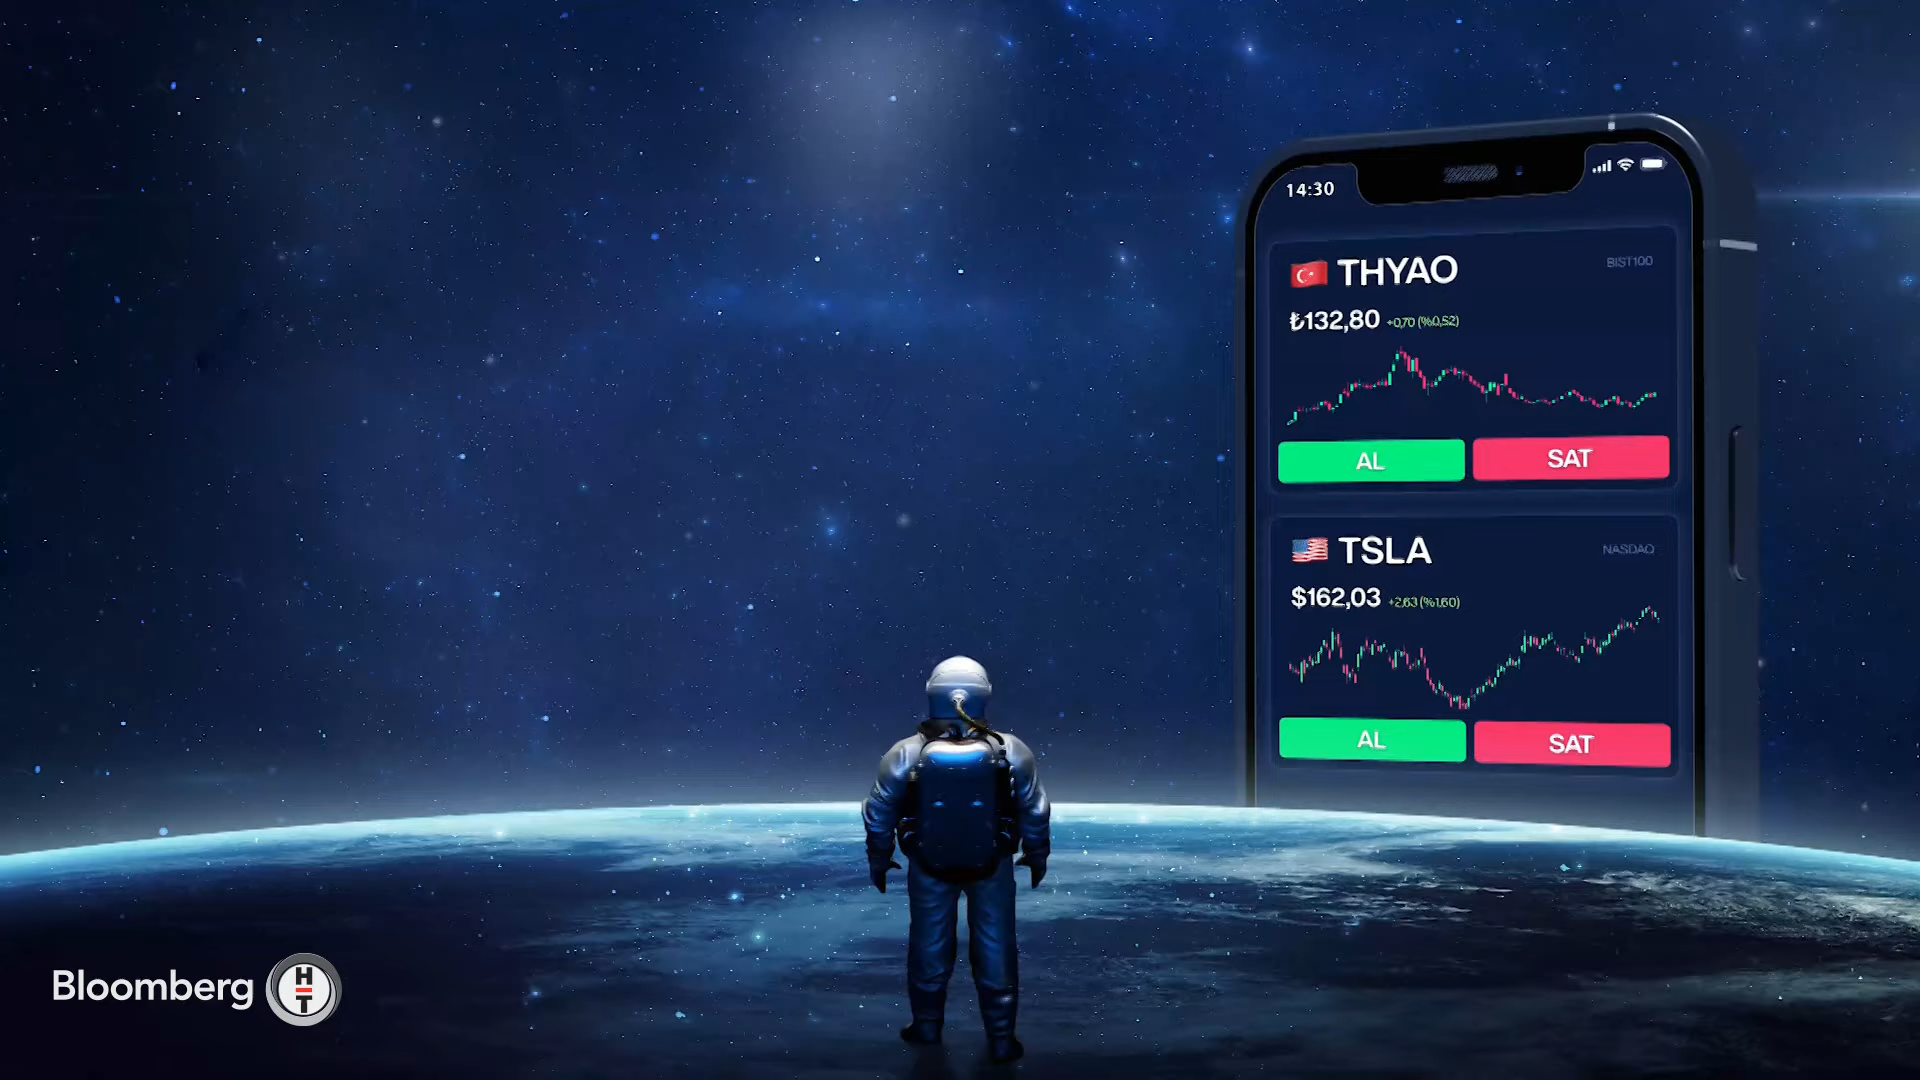 14:30
THYAO
BIST100
₺132,80 +0,70 (%0,52)
AL
SAT
TSLA
NASDAQ
$162,03 +2,63 (%1,60)
AL
SAT
Bloomberg HT